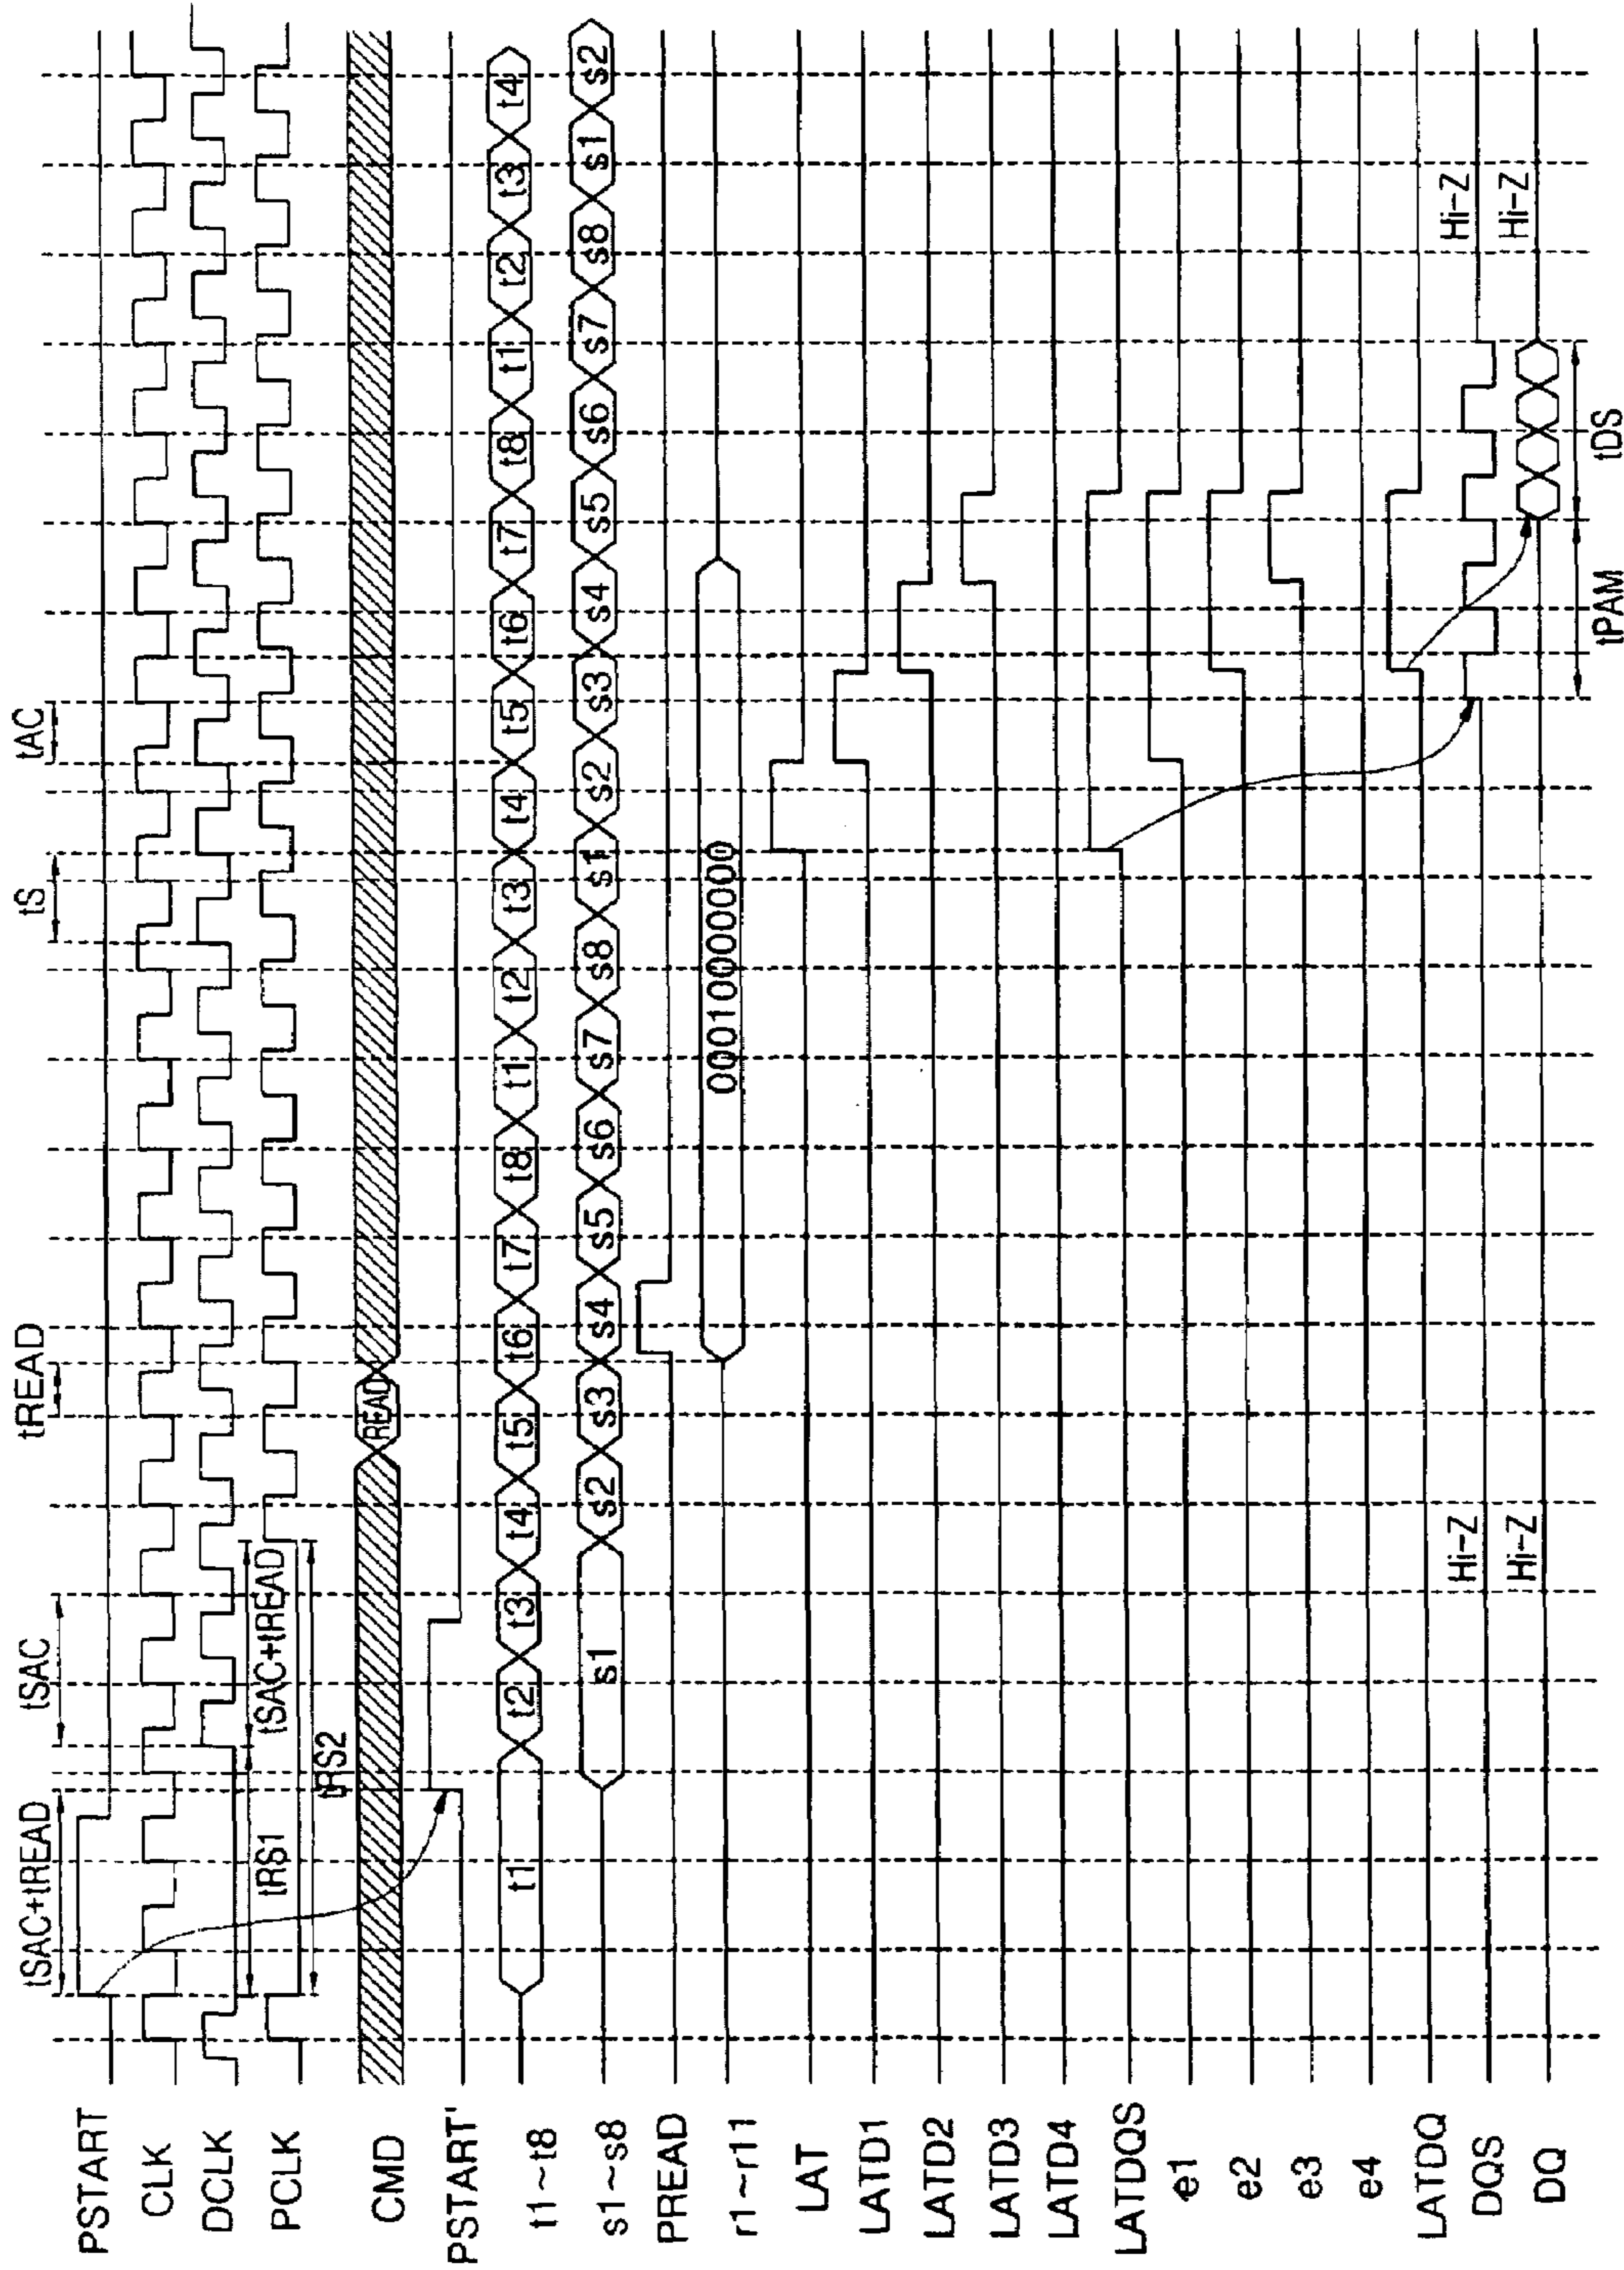 tSAC+tREAD tSAC tREAD tS tAC
PSTART
CLK
DCLK
tRS1 tSAC+tREAD
PCLK
tRS2
CMD READ
PSTART'
t1~t8 t1 t2 t3 t4 t5 t6 t7 t8 t1 t2 t3 t4 t5 t6 t7 t8 t1 t2 t3 t4
s1~s8 s1 s2 s3 s4 s5 s6 s7 s8 s1 s2 s3 s4 s5 s6 s7 s8 s1 s2
PREAD
r1~r11 00010000000
LAT
LATD1
LATD2
LATD3
LATD4
LATDQS
e1
e2
e3
e4
LATDQ
DQS Hi-Z Hi-Z
DQ Hi-Z Hi-Z
tPAM tDS